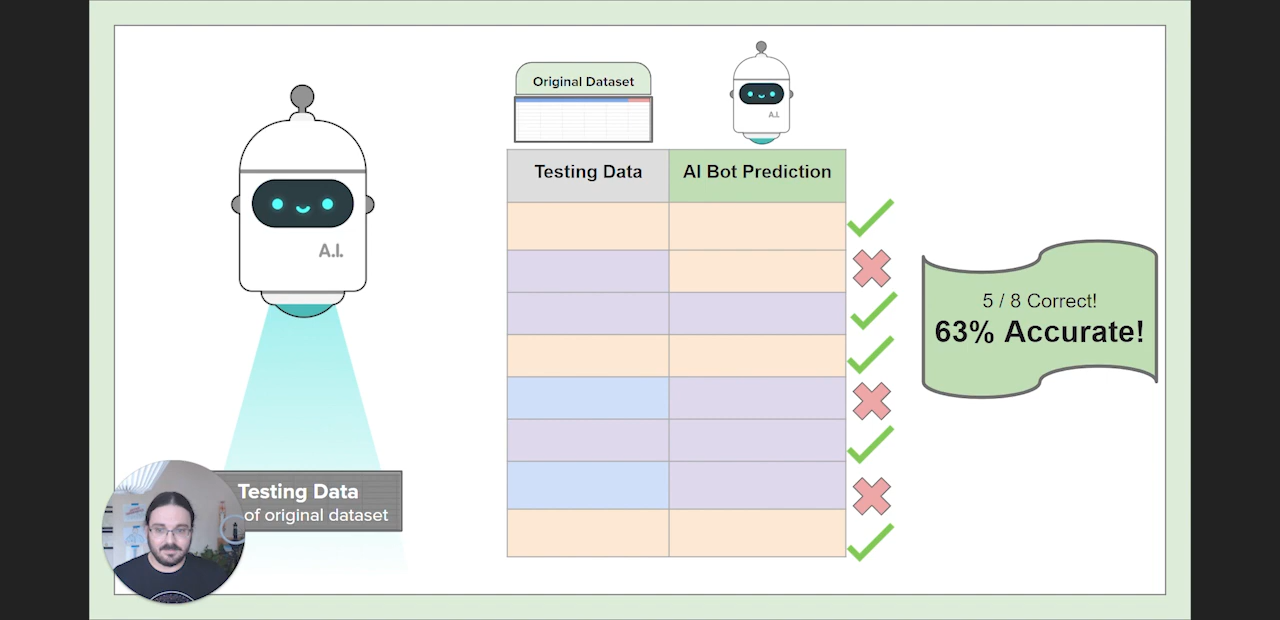 Original Dataset
A.I.
A.I.
Testing Data
AI Bot Prediction
5 / 8 Correct!
63% Accurate!
Testing Data
of original dataset